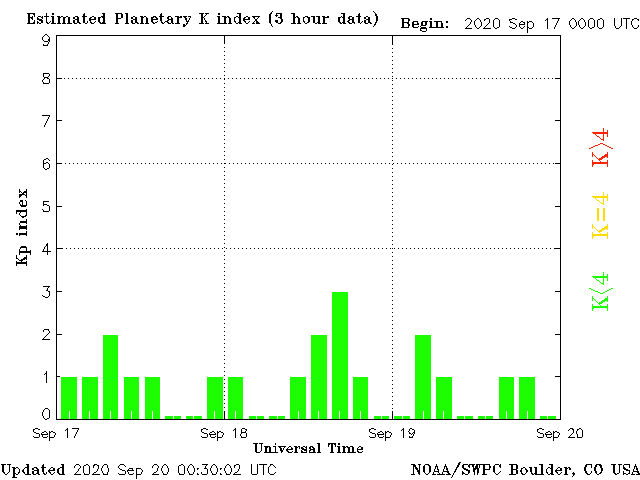 Estimated Planetary K index (3 hour data)
Begin: 2020 Sep 17 0000 UTC
9
8
7
6
5
4
3
2
1
0
Kp index
K>4
K=4
K<4
Sep 17 Sep 18 Sep 19 Sep 20
Universal Time
Updated 2020 Sep 20 00:30:02 UTC
NOAA/SWPC Boulder, CO USA